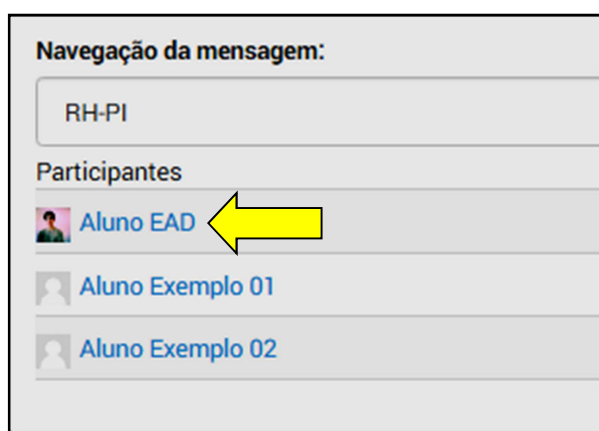 Navegação da mensagem:
RH-PI
Participantes
Aluno EAD
Aluno Exemplo 01
Aluno Exemplo 02